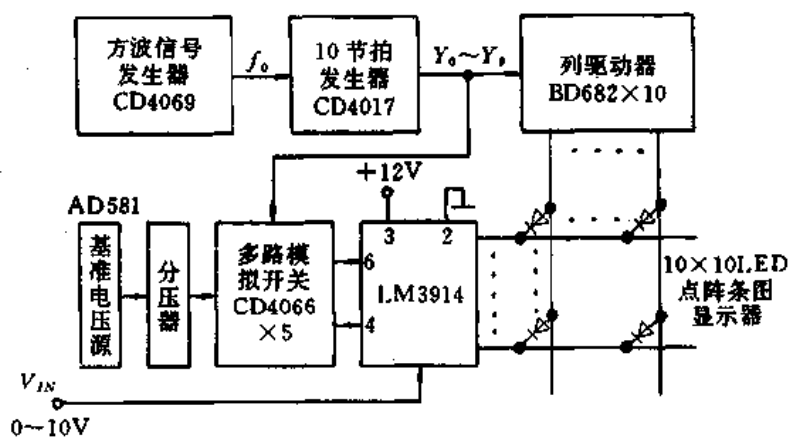 方波信号
发生器
CD4069
f₀
10节拍
发生器
CD4017
Y₀～Y₉
列驱动器
BD682×10
+12V
AD581
基准电压源
分压器
多路模
拟开关
CD4066
×5
6
4
3
2
LM3914
10×10LED
点阵条图
显示器
V_IN
0～10V